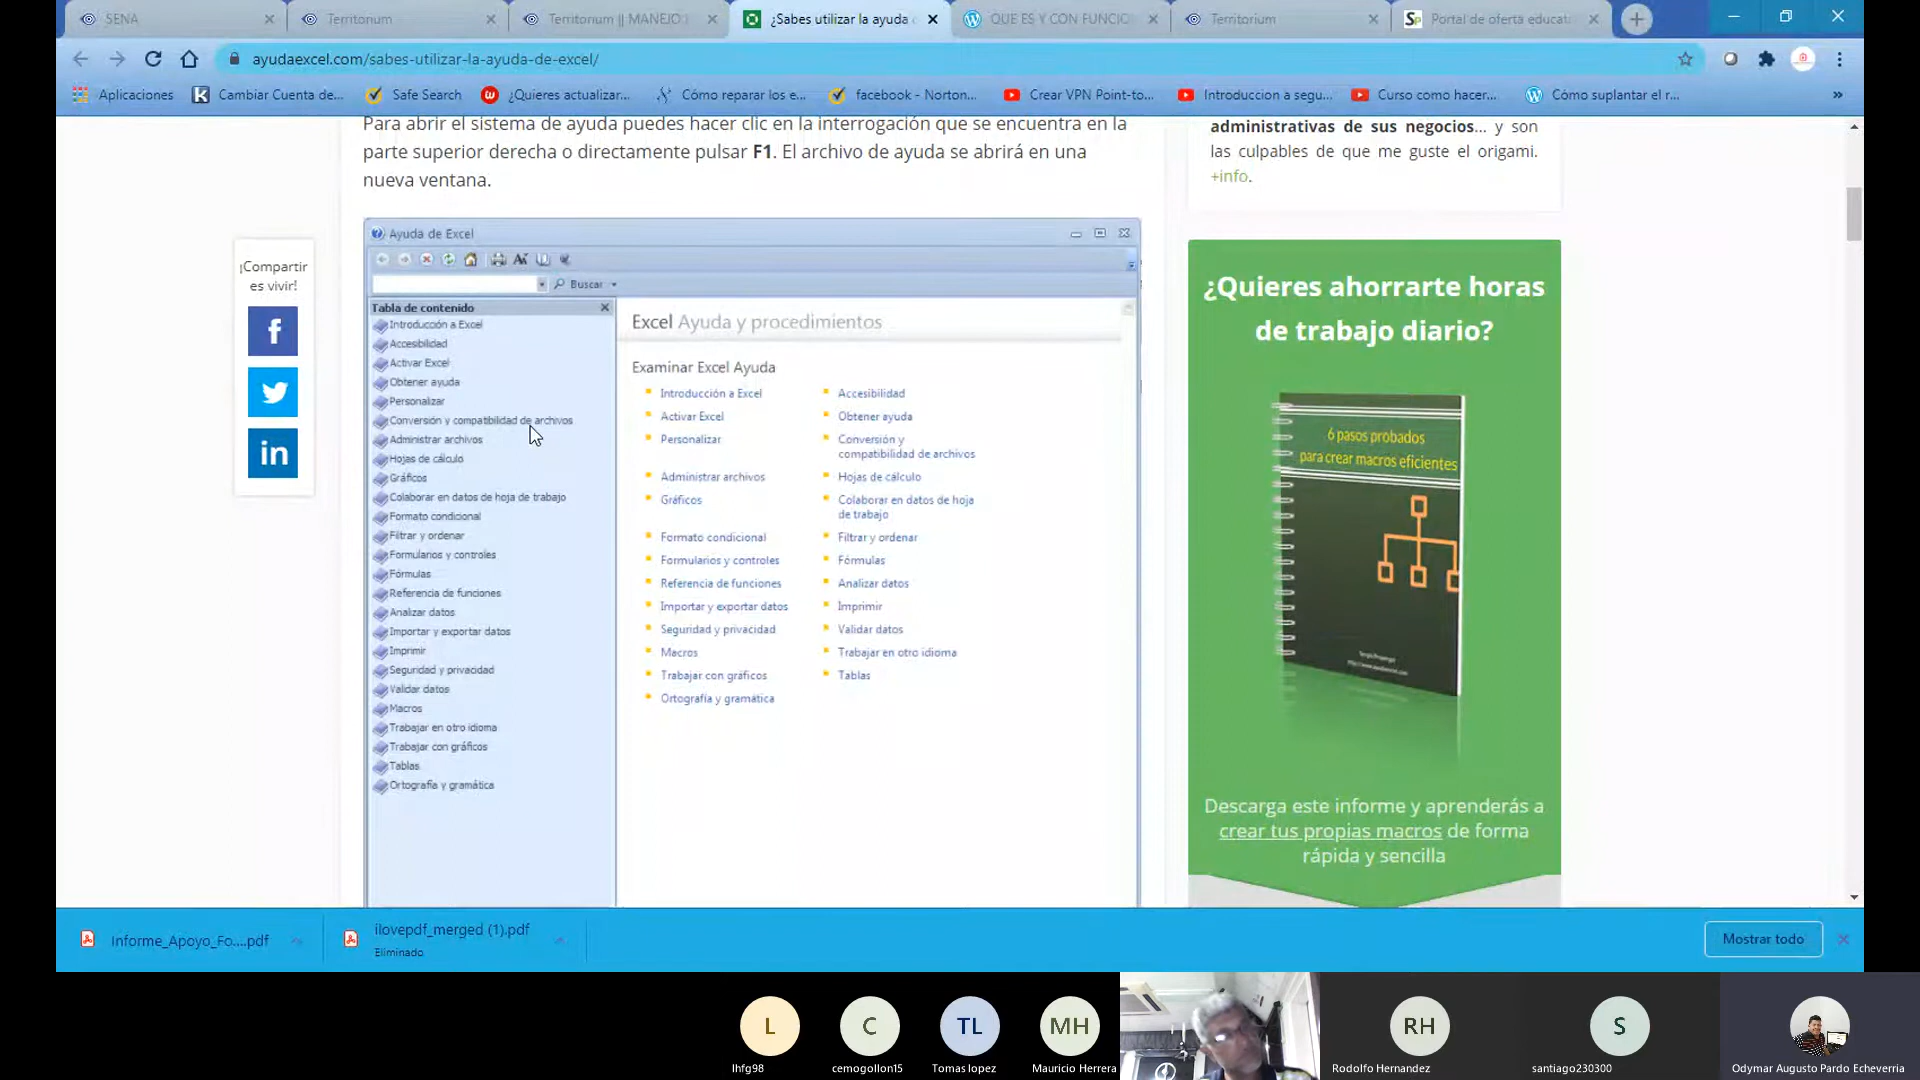 SENA
Territorium
Territorium || MANEJO
¿Sabes utilizar la ayuda
QUE ES Y CON FUNCIO
Territorium
Portal de oferta educati
ayudaexcel.com/sabes-utilizar-la-ayuda-de-excel/
Aplicaciones
Cambiar Cuenta de...
Safe Search
¿Quieres actualizar...
Cómo reparar los e...
facebook - Norton...
Crear VPN Point-to...
Introduccion a segu...
Curso como hacer...
Cómo suplantar el r...
Para abrir el sistema de ayuda puedes hacer clic en la interrogación que se encuentra en la
parte superior derecha o directamente pulsar F1. El archivo de ayuda se abrirá en una
nueva ventana.
administrativas de sus negocios... y son
las culpables de que me guste el origami.
+info.
¡Compartir
es vivir!
Ayuda de Excel
Buscar
Tabla de contenido
Introducción a Excel
Accesibilidad
Activar Excel
Obtener ayuda
Personalizar
Conversión y compatibilidad de archivos
Administrar archivos
Hojas de cálculo
Gráficos
Colaborar en datos de hoja de trabajo
Formato condicional
Filtrar y ordenar
Formularios y controles
Fórmulas
Referencia de funciones
Analizar datos
Importar y exportar datos
Imprimir
Seguridad y privacidad
Validar datos
Macros
Trabajar en otro idioma
Trabajar con gráficos
Tablas
Ortografía y gramática
Excel Ayuda y procedimientos
Examinar Excel Ayuda
Introducción a Excel
Accesibilidad
Activar Excel
Obtener ayuda
Personalizar
Conversión y
compatibilidad de archivos
Administrar archivos
Hojas de cálculo
Gráficos
Colaborar en datos de hoja
de trabajo
Formato condicional
Filtrar y ordenar
Formularios y controles
Fórmulas
Referencia de funciones
Analizar datos
Importar y exportar datos
Imprimir
Seguridad y privacidad
Validar datos
Macros
Trabajar en otro idioma
Trabajar con gráficos
Tablas
Ortografía y gramática
¿Quieres ahorrarte horas
de trabajo diario?
6 pasos probados
para crear macros eficientes
Descarga este informe y aprenderás a
crear tus propias macros de forma
rápida y sencilla
Informe_Apoyo_Fo....pdf
ilovepdf_merged (1).pdf
Eliminado
Mostrar todo
L
C
TL
MH
RH
S
lhfg98
cemogollon15
Tomas lopez
Mauricio Herrera
Rodolfo Hernandez
santiago230300
Odymar Augusto Pardo Echeverria